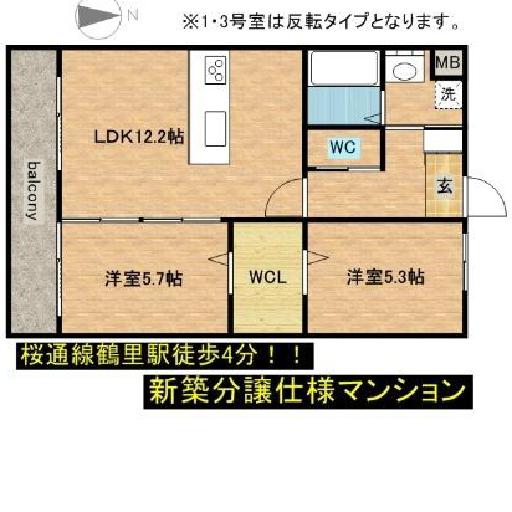 N
※1・3号室は反転タイプとなります。
MB
洗
LDK12.2帖
WC
玄
balcony
洋室5.7帖
WCL
洋室5.3帖
桜通線鶴里駅徒歩4分！！
新築分譲仕様マンション